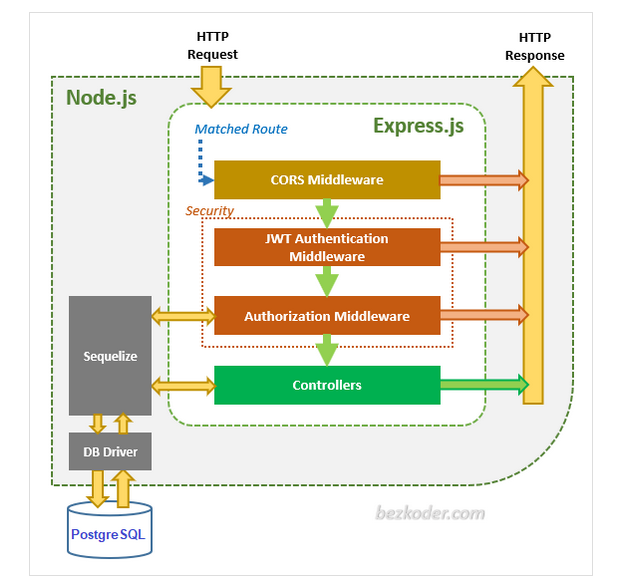 HTTP
Request
HTTP
Response
Node.js
Express.js
Matched Route
CORS Middleware
Security
JWT Authentication
Middleware
Authorization Middleware
Sequelize
Controllers
DB Driver
PostgreSQL
bezkoder.com